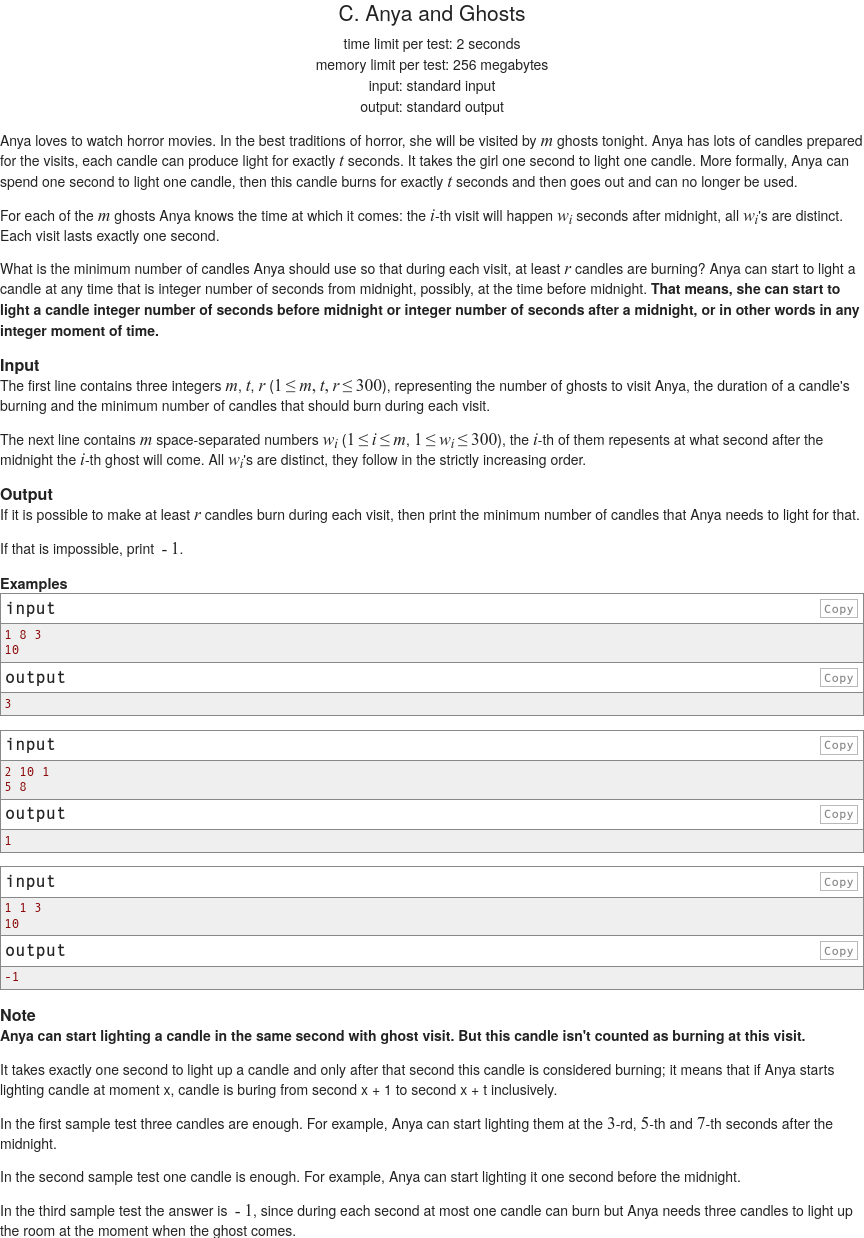 C. Anya and Ghosts
time limit per test: 2 seconds
memory limit per test: 256 megabytes
input: standard input
output: standard output
Anya loves to watch horror movies. In the best traditions of horror, she will be visited by m ghosts tonight. Anya has lots of candles prepared
for the visits, each candle can produce light for exactly t seconds. It takes the girl one second to light one candle. More formally, Anya can
spend one second to light one candle, then this candle burns for exactly t seconds and then goes out and can no longer be used.
For each of the m ghosts Anya knows the time at which it comes: the i-th visit will happen wi seconds after midnight, all wi's are distinct.
Each visit lasts exactly one second.
What is the minimum number of candles Anya should use so that during each visit, at least r candles are burning? Anya can start to light a
candle at any time that is integer number of seconds from midnight, possibly, at the time before midnight. That means, she can start to
light a candle integer number of seconds before midnight or integer number of seconds after a midnight, or in other words in any
integer moment of time.
Input
The first line contains three integers m, t, r (1 ≤ m, t, r ≤ 300), representing the number of ghosts to visit Anya, the duration of a candle's
burning and the minimum number of candles that should burn during each visit.
The next line contains m space-separated numbers wi (1 ≤ i ≤ m, 1 ≤ wi ≤ 300), the i-th of them repesents at what second after the
midnight the i-th ghost will come. All wi's are distinct, they follow in the strictly increasing order.
Output
If it is possible to make at least r candles burn during each visit, then print the minimum number of candles that Anya needs to light for that.
If that is impossible, print - 1.
Examples
input Copy
1 8 3
10
output Copy
3
input Copy
2 10 1
5 8
output Copy
1
input Copy
1 1 3
10
output Copy
-1
Note
Anya can start lighting a candle in the same second with ghost visit. But this candle isn't counted as burning at this visit.
It takes exactly one second to light up a candle and only after that second this candle is considered burning; it means that if Anya starts
lighting candle at moment x, candle is buring from second x + 1 to second x + t inclusively.
In the first sample test three candles are enough. For example, Anya can start lighting them at the 3-rd, 5-th and 7-th seconds after the
midnight.
In the second sample test one candle is enough. For example, Anya can start lighting it one second before the midnight.
In the third sample test the answer is - 1, since during each second at most one candle can burn but Anya needs three candles to light up
the room at the moment when the ghost comes.